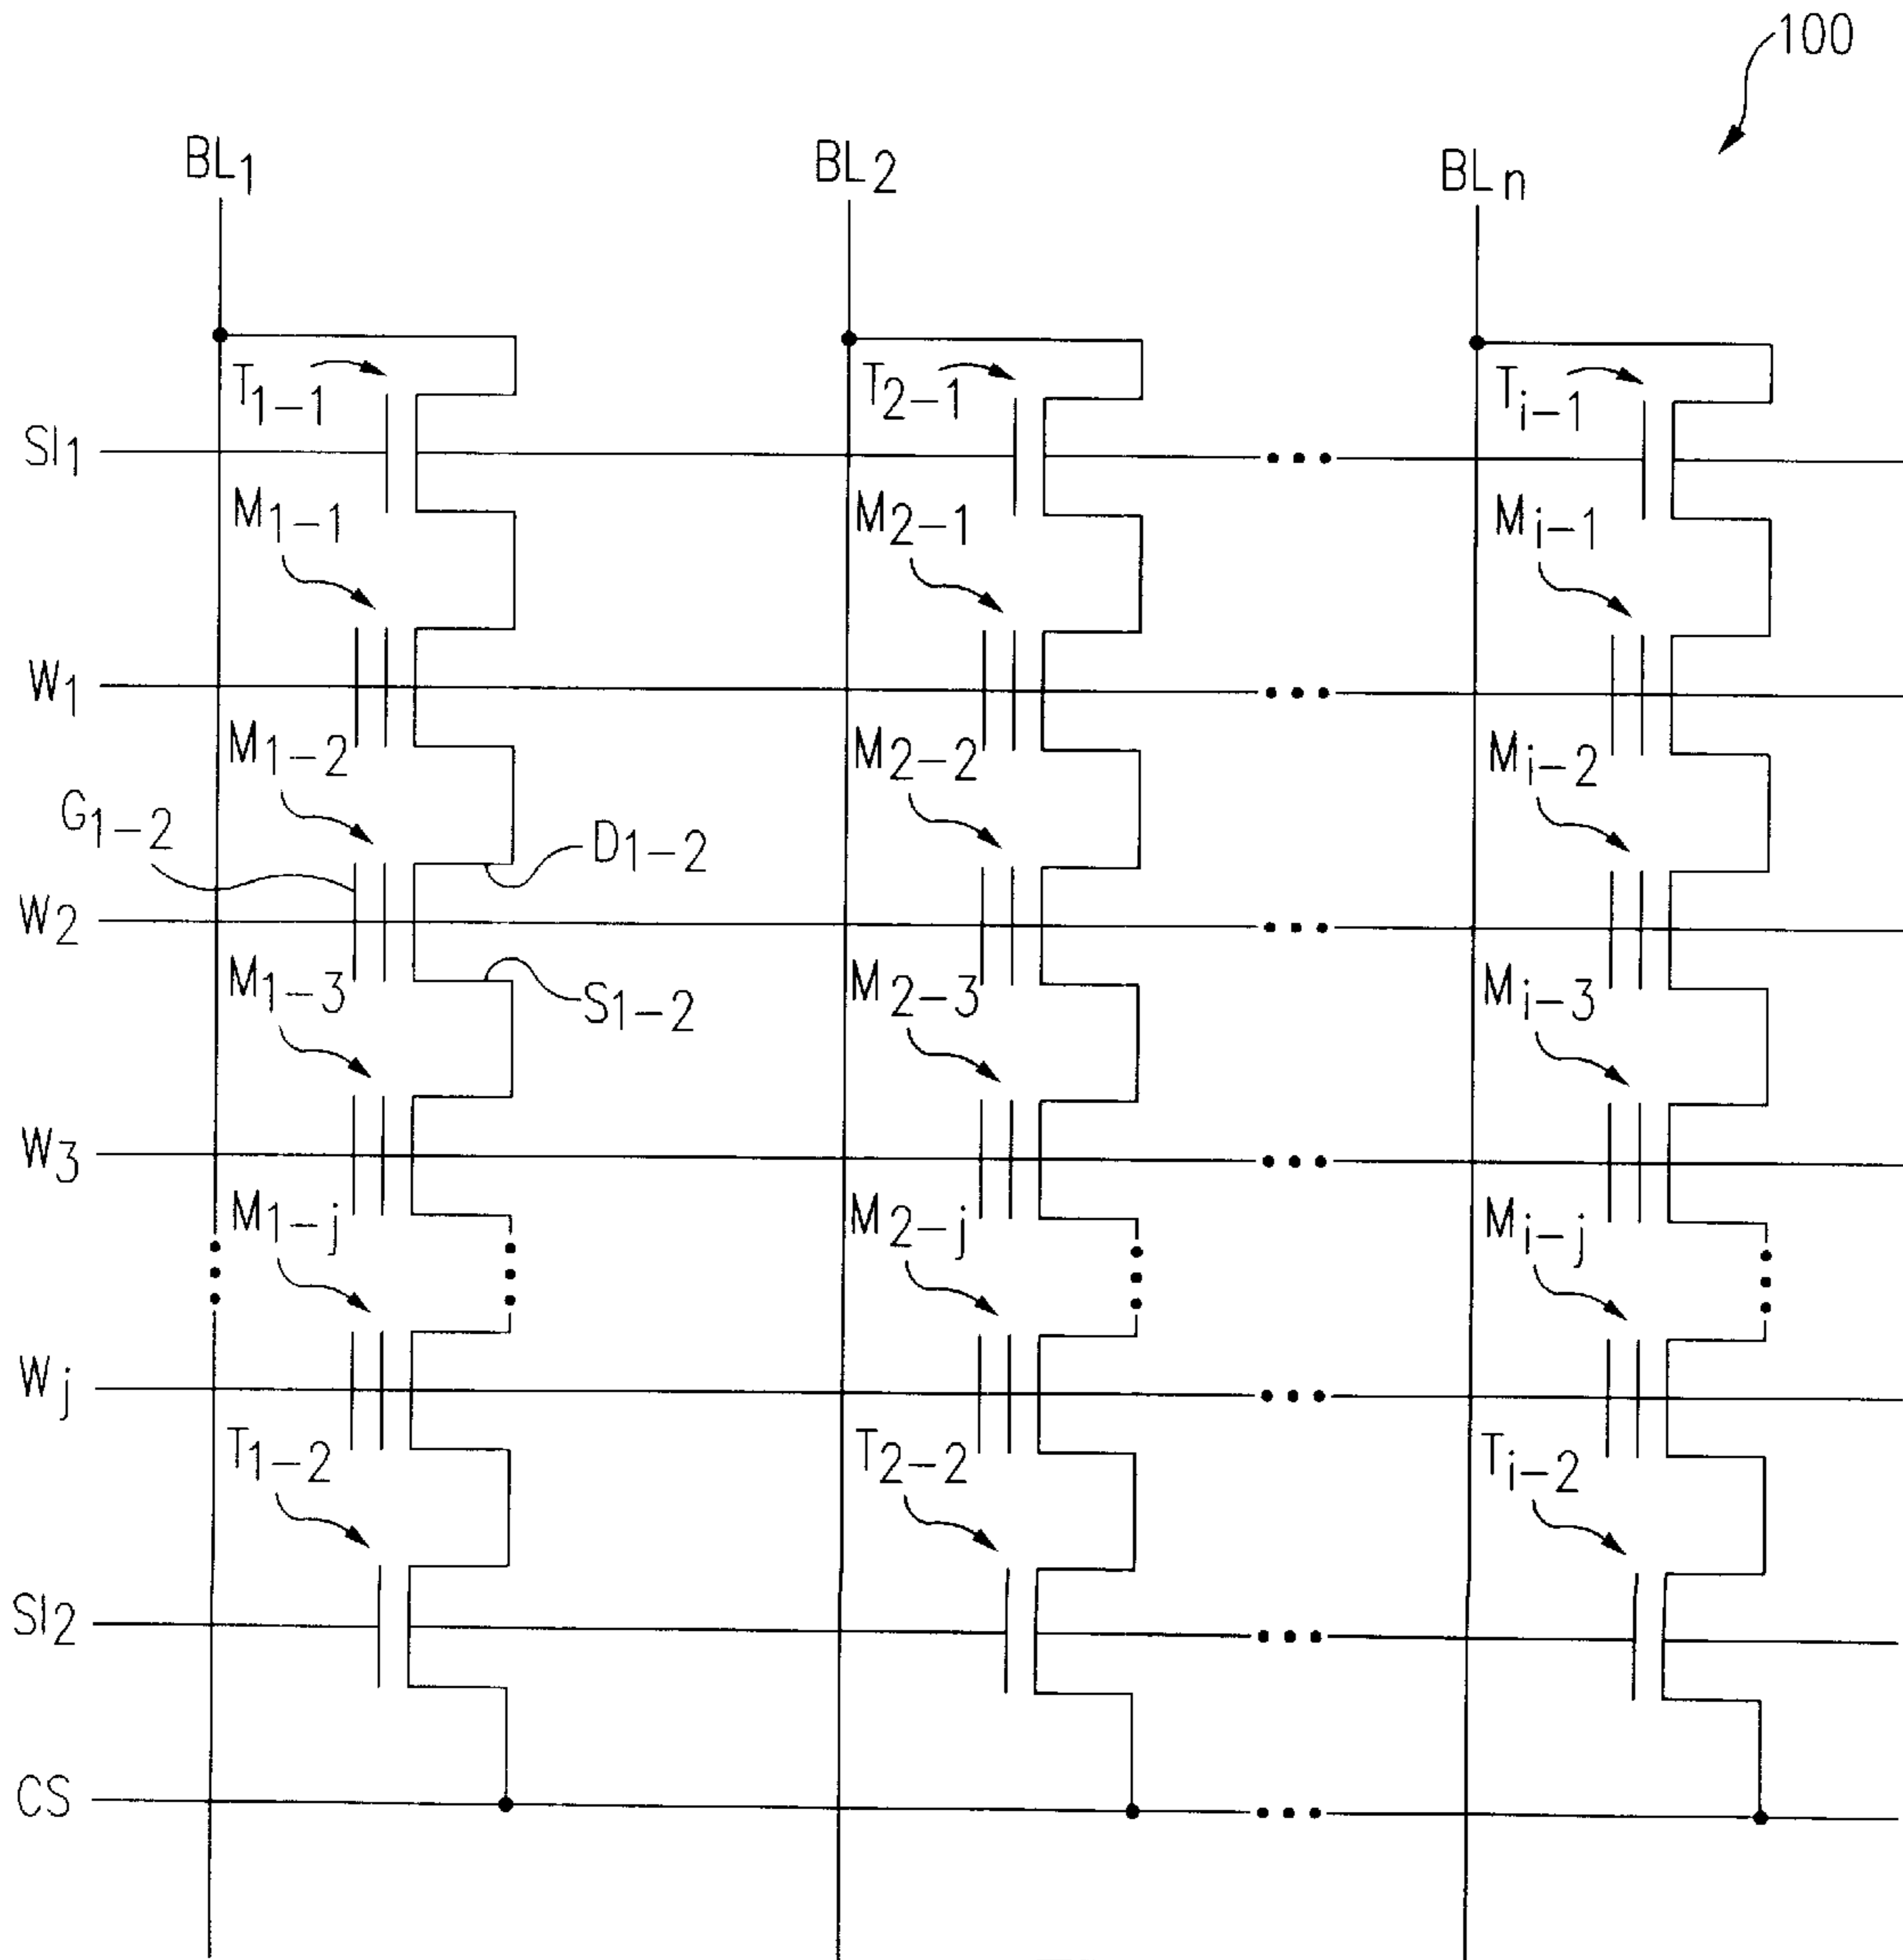 100
BL1 BL2 BLn
T1-1 T2-1 Ti-1
SI1
M1-1 M2-1 Mi-1
W1
M1-2 M2-2 Mi-2
G1-2 D1-2
W2
M1-3 S1-2 M2-3 Mi-3
W3
M1-j M2-j Mi-j
Wj
T1-2 T2-2 Ti-2
SI2
CS